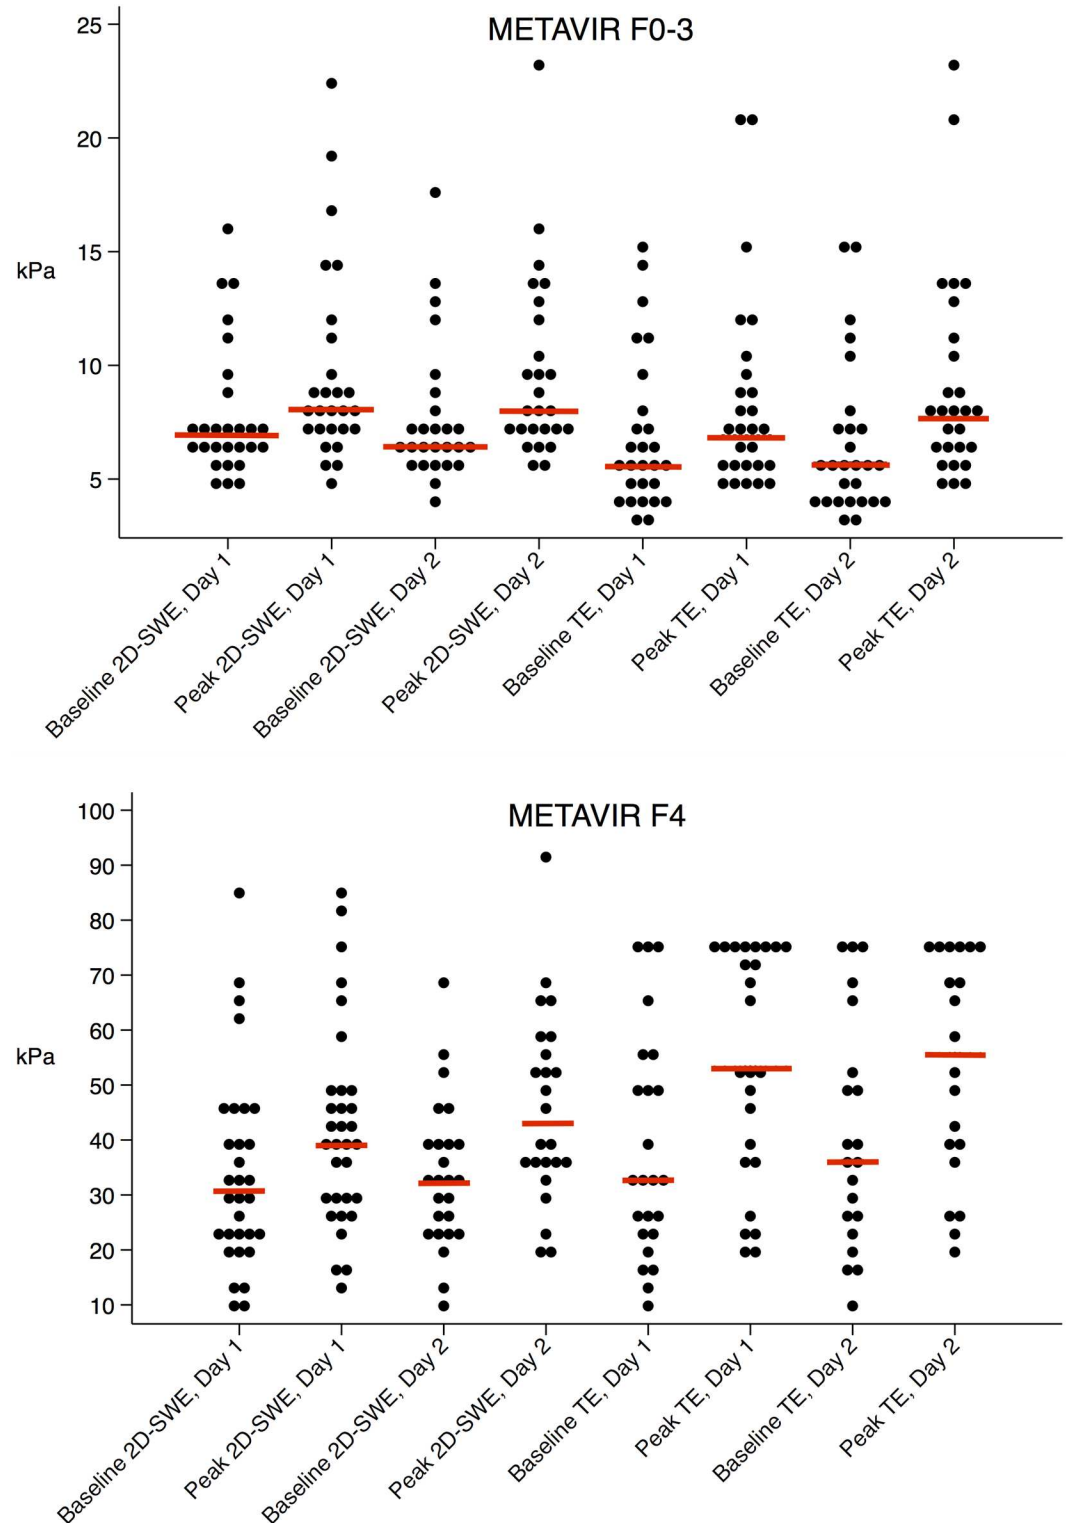 METAVIR F0-3
25
20
15
kPa
10
5
Baseline 2D-SWE, Day 1
Peak 2D-SWE, Day 1
Baseline 2D-SWE, Day 2
Peak 2D-SWE, Day 2
Baseline TE, Day 1
Peak TE, Day 1
Baseline TE, Day 2
Peak TE, Day 2
METAVIR F4
100
90
80
70
60
kPa
50
40
30
20
10
Baseline 2D-SWE, Day 1
Peak 2D-SWE, Day 1
Baseline 2D-SWE, Day 2
Peak 2D-SWE, Day 2
Baseline TE, Day 1
Peak TE, Day 1
Baseline TE, Day 2
Peak TE, Day 2